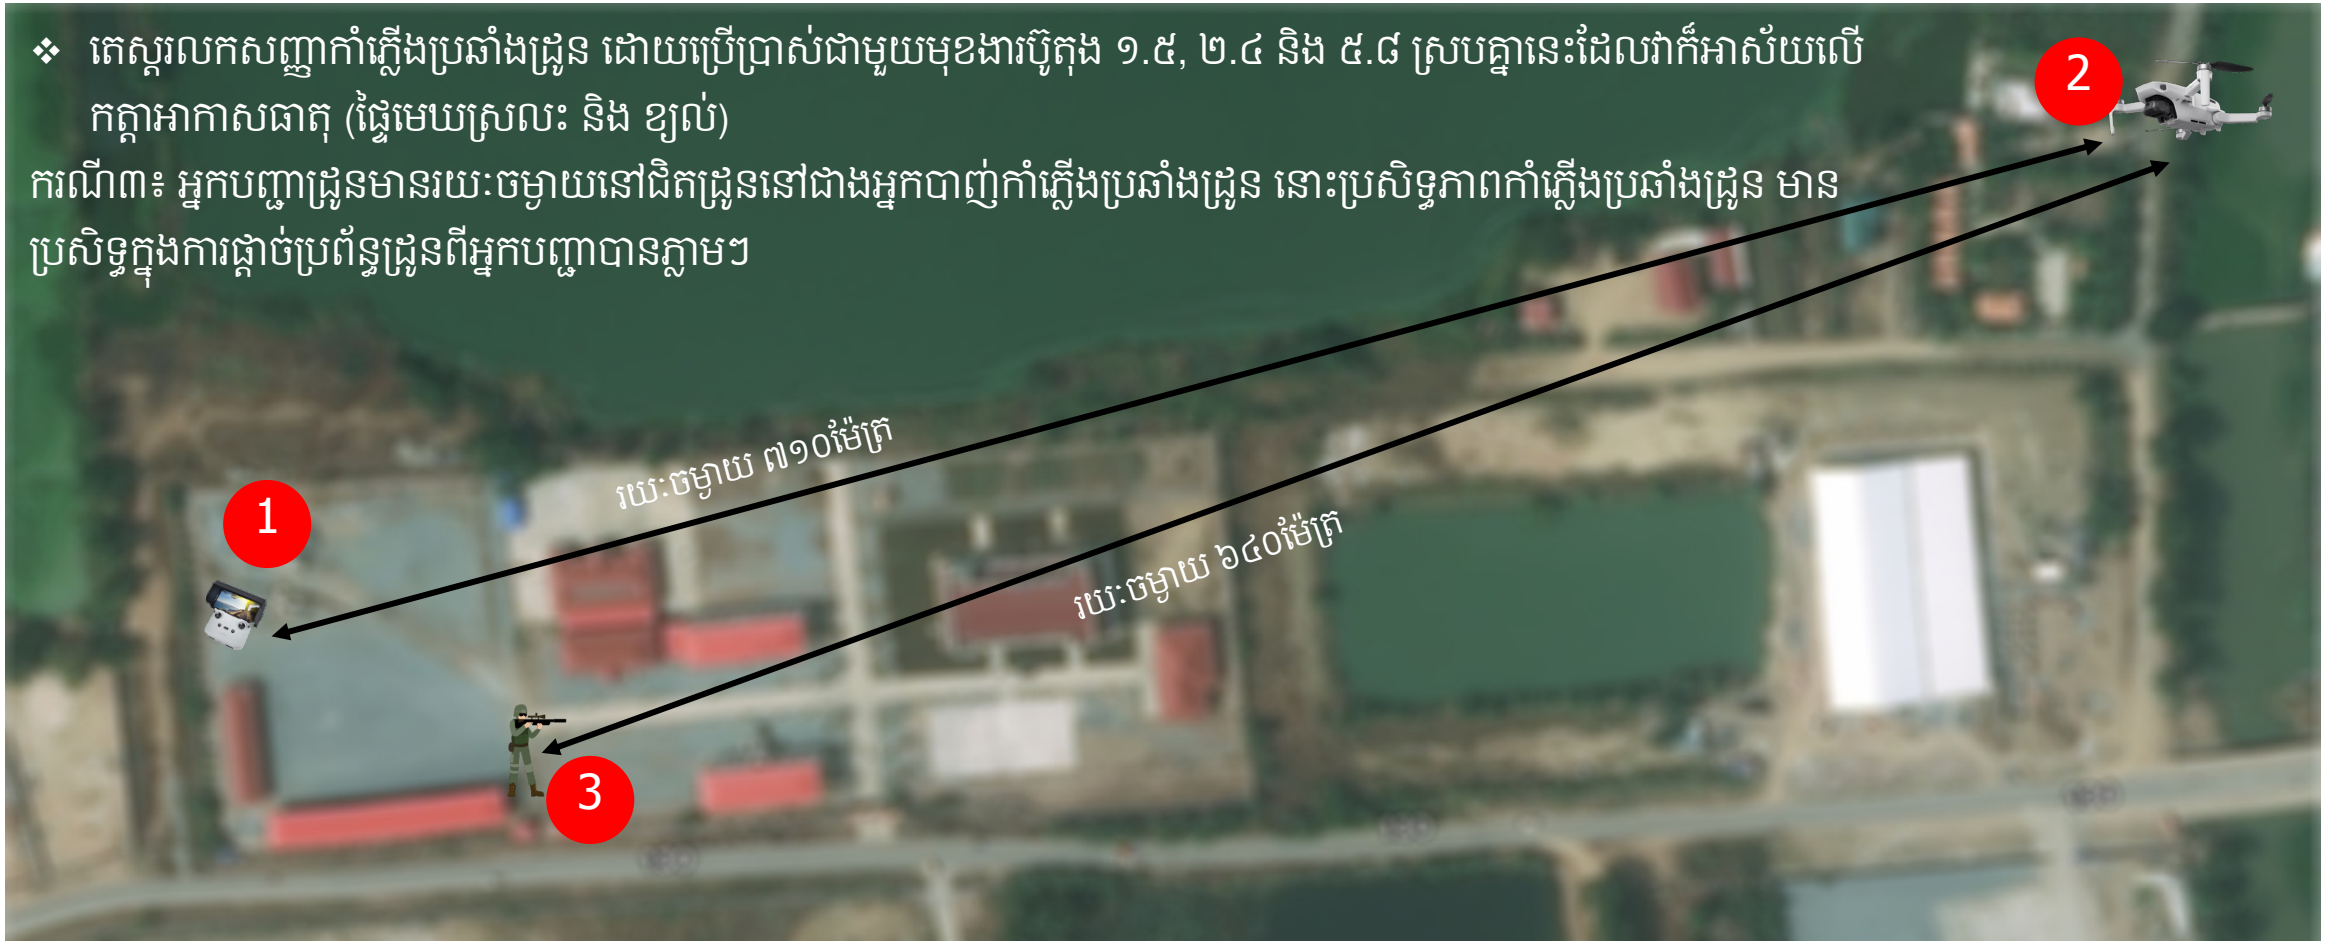 ❖ តេស្តរលកសញ្ញាកាំភ្លើងប្រឆាំងដ្រូន ដោយប្រើប្រាស់ជាមួយមុខងារប៊ូតុង ១.៥, ២.៤ និង ៥.៨ ស្របគ្នានេះដែលវាក៏អាស័យលើ
កត្តាអាកាសធាតុ (ផ្ទៃមេឃស្រលះ និង ខ្យល់)
ករណី៣៖ អ្នកបញ្ជាដ្រូនមានរយៈចម្ងាយនៅជិតដ្រូននៅជាងអ្នកបាញ់កាំភ្លើងប្រឆាំងដ្រូន នោះប្រសិទ្ធភាពកាំភ្លើងប្រឆាំងដ្រូន មាន
ប្រសិទ្ធក្នុងការផ្តាច់ប្រព័ន្ធដ្រូនពីអ្នកបញ្ជាបានភ្លាមៗ
2
រយៈចម្ងាយ ៧១០ម៉ែត្រ
1
រយៈចម្ងាយ ៦៤០ម៉ែត្រ
3